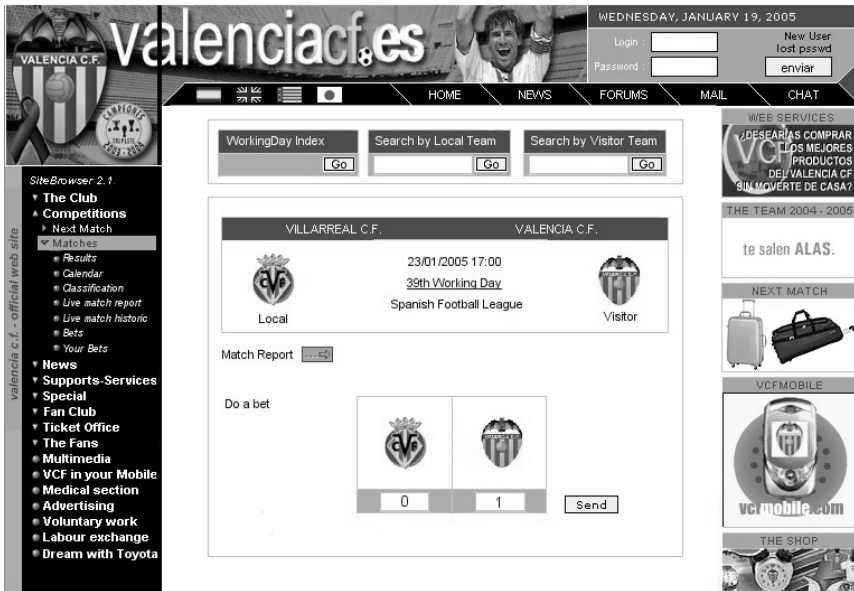 valenciacf.es
VALENCIA C.F.
CAMPEONES
TRIPLETE
2003-2004
WEDNESDAY, JANUARY 19, 2005
Login :
New User
lost psswd
Password :
enviar
HOME
NEWS
FORUMS
MAIL
CHAT
valencia c.f. - official web site
SiteBrowser 2.1.
The Club
Competitions
Next Match
Matches
Results
Calendar
Classification
Live match report
Live match historic
Bets
Your Bets
News
Supports-Services
Special
Fan Club
Ticket Office
The Fans
Multimedia
VCF in your Mobile
Medical section
Advertising
Voluntary work
Labour exchange
Dream with Toyota
WorkingDay Index
Go
Search by Local Team
Go
Search by Visitor Team
Go
VILLARREAL C.F.
VALENCIA C.F.
23/01/2005 17:00
39th Working Day
Spanish Football League
Local
Visitor
Match Report
Do a bet
0
1
Send
WEB SERVICES
VCF
¿DESEARÍAS COMPRAR
LOS MEJORES
PRODUCTOS
DEL VALENCIA CF
SIN MOVERTE DE CASA?
THE TEAM 2004 - 2005
te salen ALAS.
NEXT MATCH
VCFMOBILE
vcfmobile.com
THE SHOP